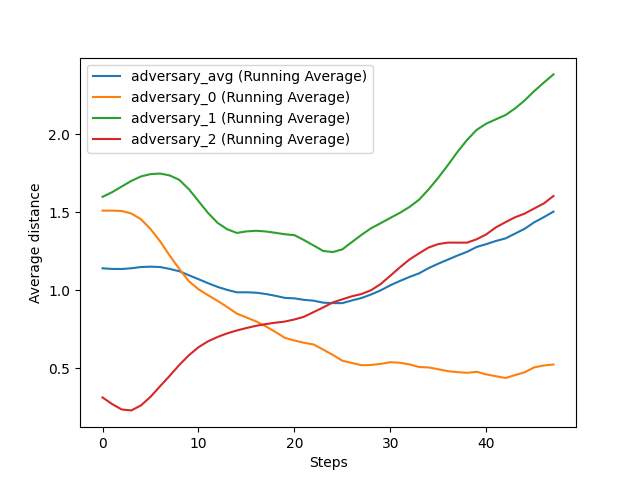 adversary_avg (Running Average)
adversary_0 (Running Average)
adversary_1 (Running Average)
adversary_2 (Running Average)
2.0
1.5
1.0
0.5
Average distance
0 10 20 30 40
Steps